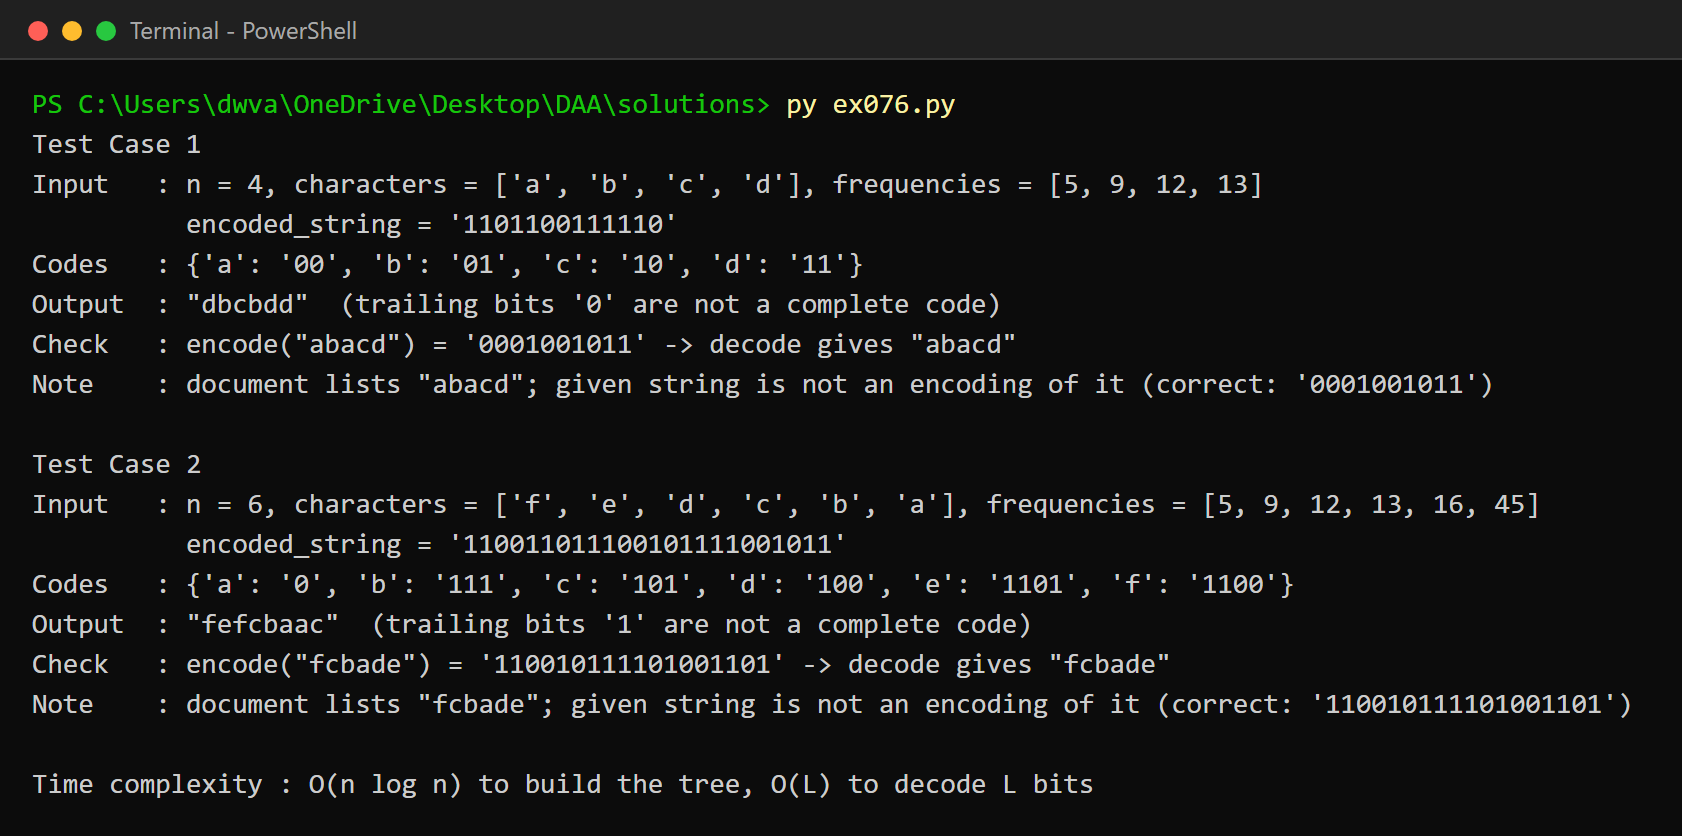 Terminal - PowerShell
PS C:\Users\dwva\OneDrive\Desktop\DAA\solutions> py ex076.py
Test Case 1
Input   : n = 4, characters = ['a', 'b', 'c', 'd'], frequencies = [5, 9, 12, 13]
          encoded_string = '1101100111110'
Codes   : {'a': '00', 'b': '01', 'c': '10', 'd': '11'}
Output  : "dbcbdd"  (trailing bits '0' are not a complete code)
Check   : encode("abacd") = '0001001011' -> decode gives "abacd"
Note    : document lists "abacd"; given string is not an encoding of it (correct: '0001001011')

Test Case 2
Input   : n = 6, characters = ['f', 'e', 'd', 'c', 'b', 'a'], frequencies = [5, 9, 12, 13, 16, 45]
          encoded_string = '1100110111100101111001011'
Codes   : {'a': '0', 'b': '111', 'c': '101', 'd': '100', 'e': '1101', 'f': '1100'}
Output  : "fefcbaac"  (trailing bits '1' are not a complete code)
Check   : encode("fcbade") = '110010111101001101' -> decode gives "fcbade"
Note    : document lists "fcbade"; given string is not an encoding of it (correct: '110010111101001101')

Time complexity : O(n log n) to build the tree, O(L) to decode L bits